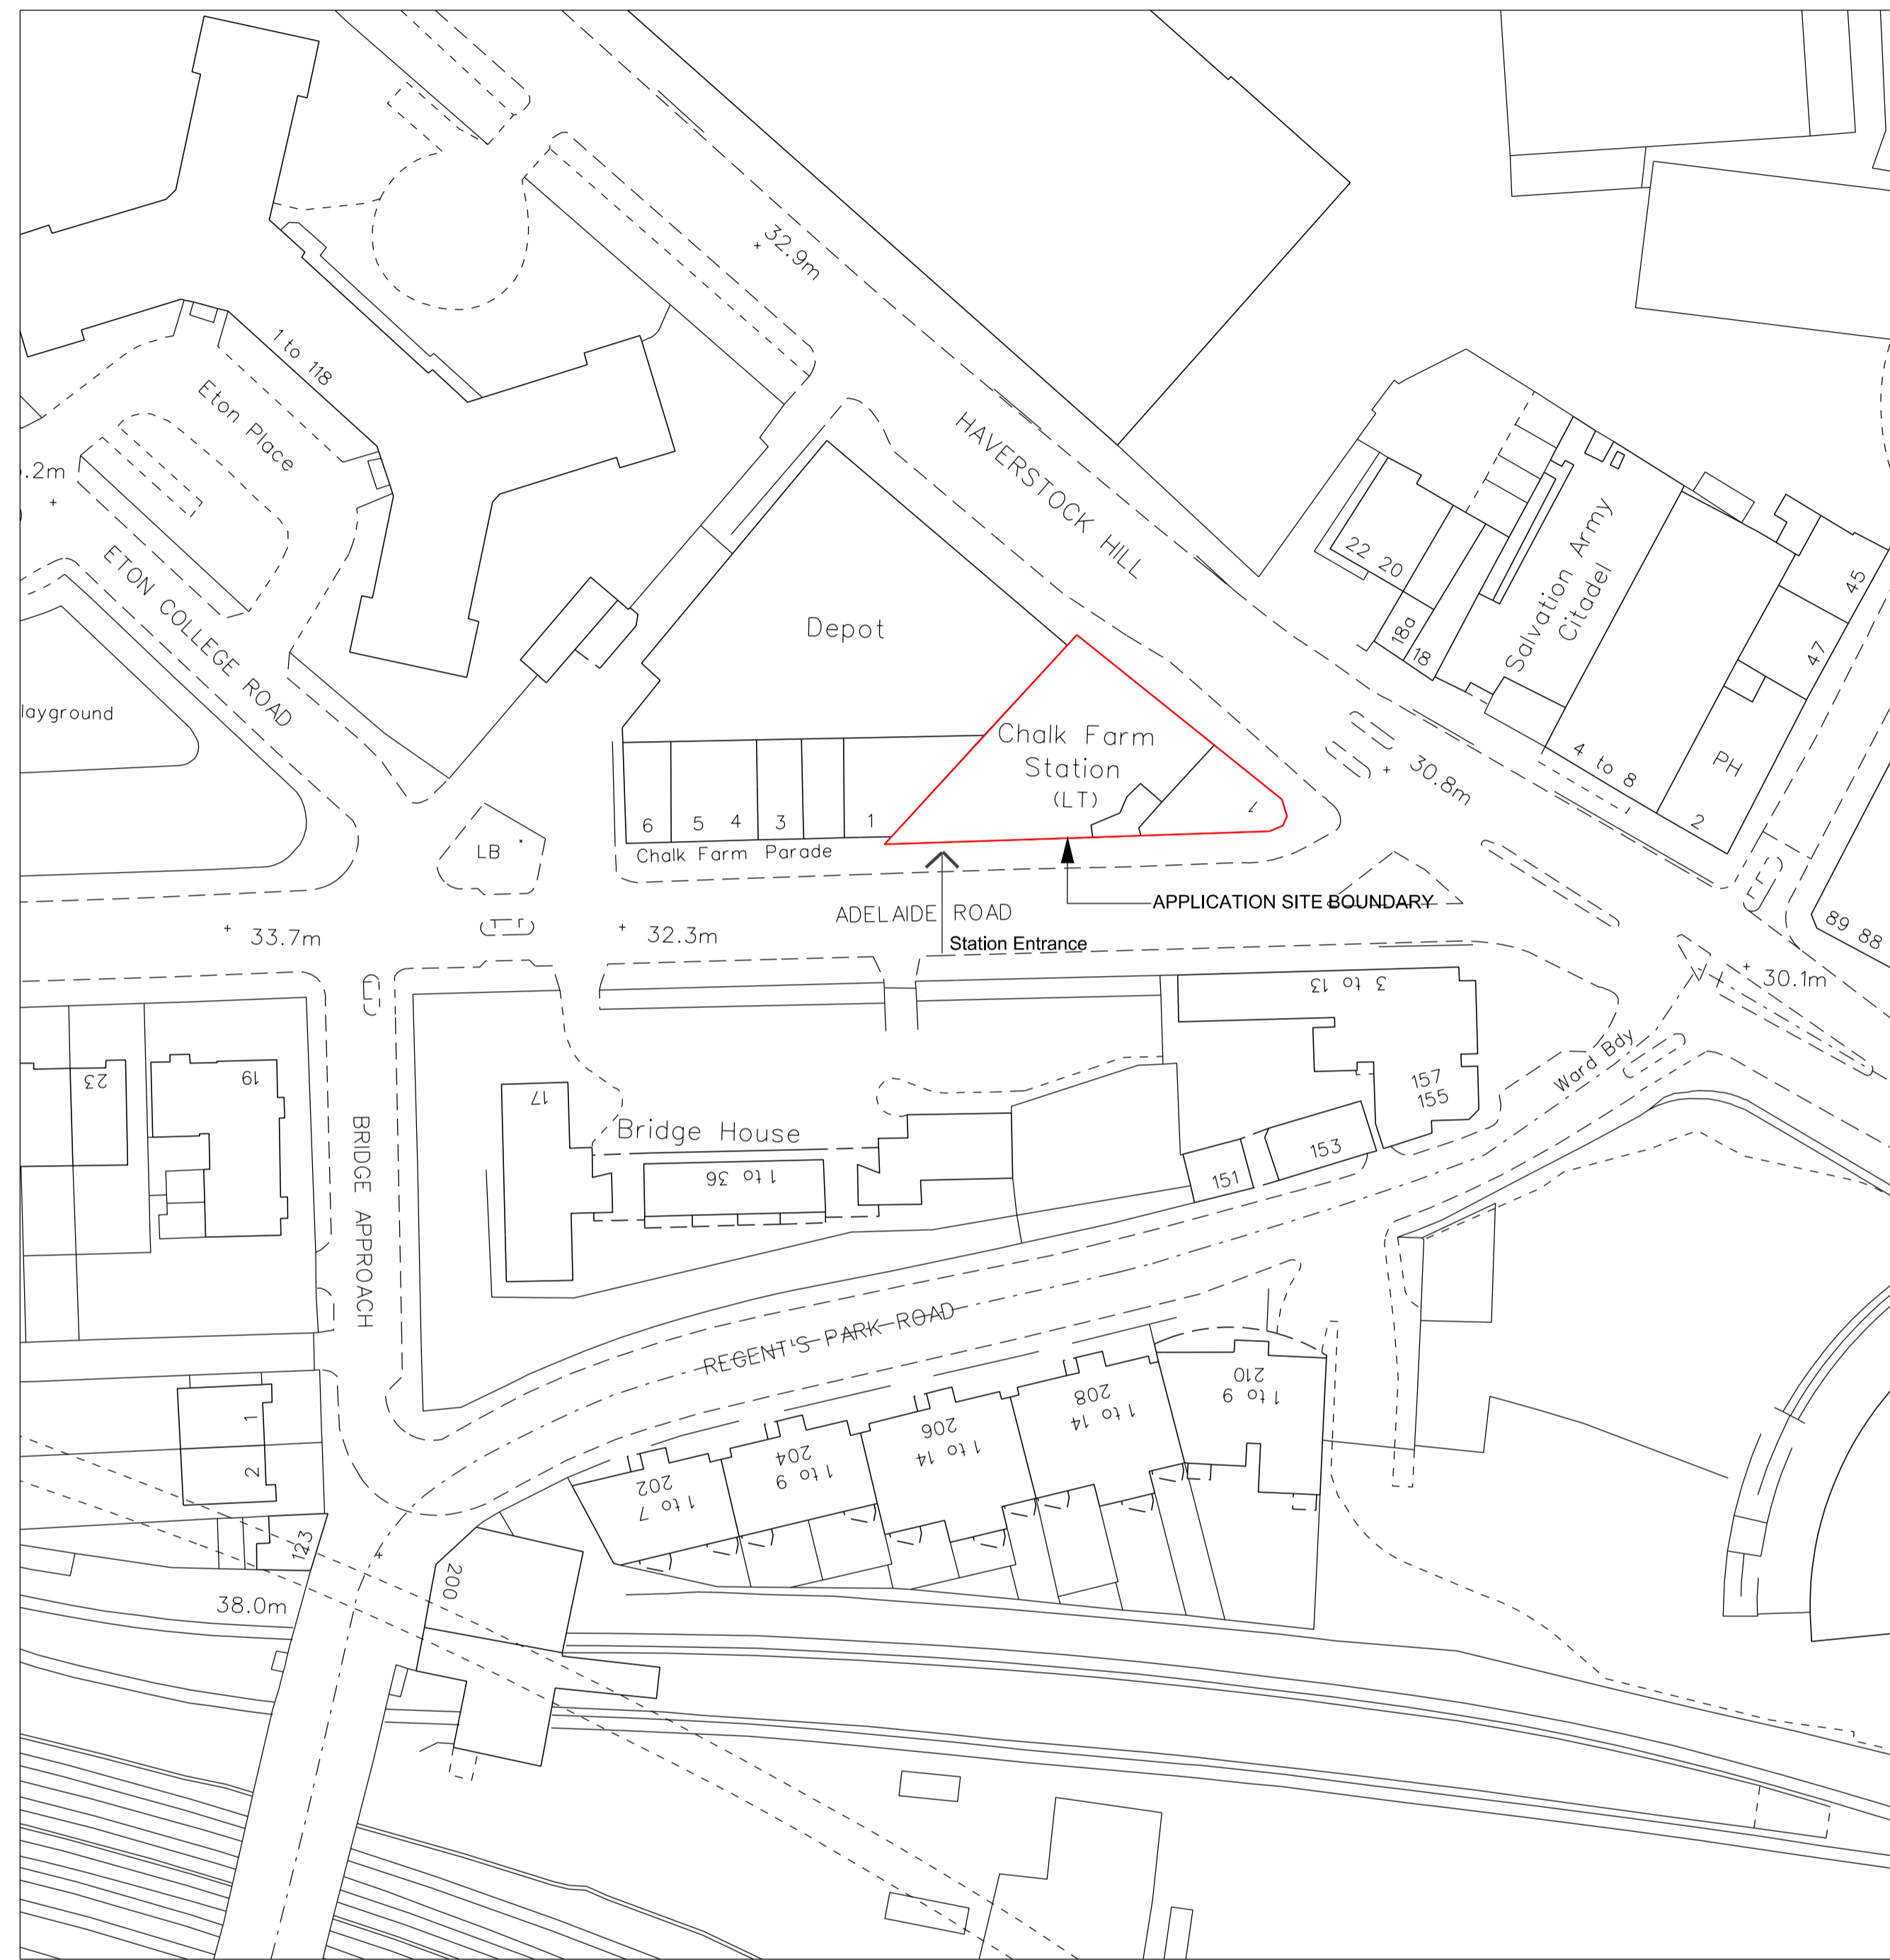 32.9m
1 to 118
Eton Place
.2m
HAVERSTOCK HILL
ETON COLLEGE ROAD
layground
Depot
22 20
18a
18
Salvation Army
Citadel
45
47
4 to 8
PH
2
Chalk Farm
Station
(LT)
1
30.8m
6 5 4 3 1
Chalk Farm Parade
LB
APPLICATION SITE BOUNDARY
ADELAIDE ROAD
Station Entrance
33.7m
32.3m
89 88
30.1m
3 to 13
Ward Bdy
23
19
17
157
155
153
151
Bridge House
1 to 36
BRIDGE APPROACH
REGENT'S PARK ROAD
1 to 9
210
1 to 14
208
1 to 14
206
1 to 9
204
1 to 7
202
1
2
123
200
38.0m